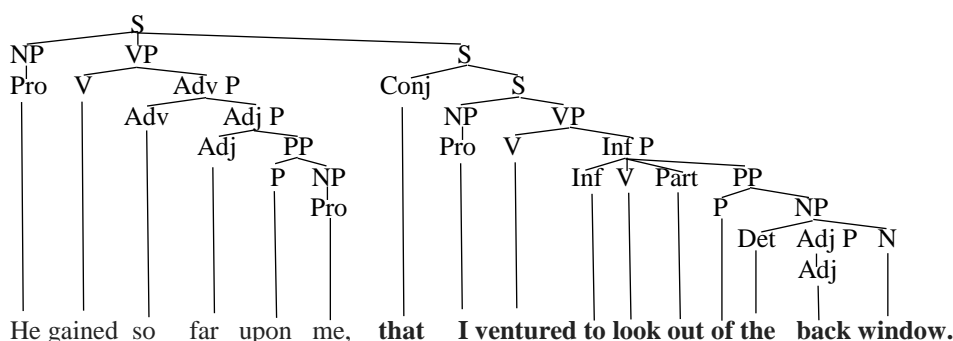 S
NP VP S
Pro V Adv P Conj S
Adv Adj P NP VP
Adj PP Pro V Inf P
P NP Inf V Part PP
Pro P NP
Det Adj P N
Adj
He gained so far upon me, that I ventured to look out of the back window.